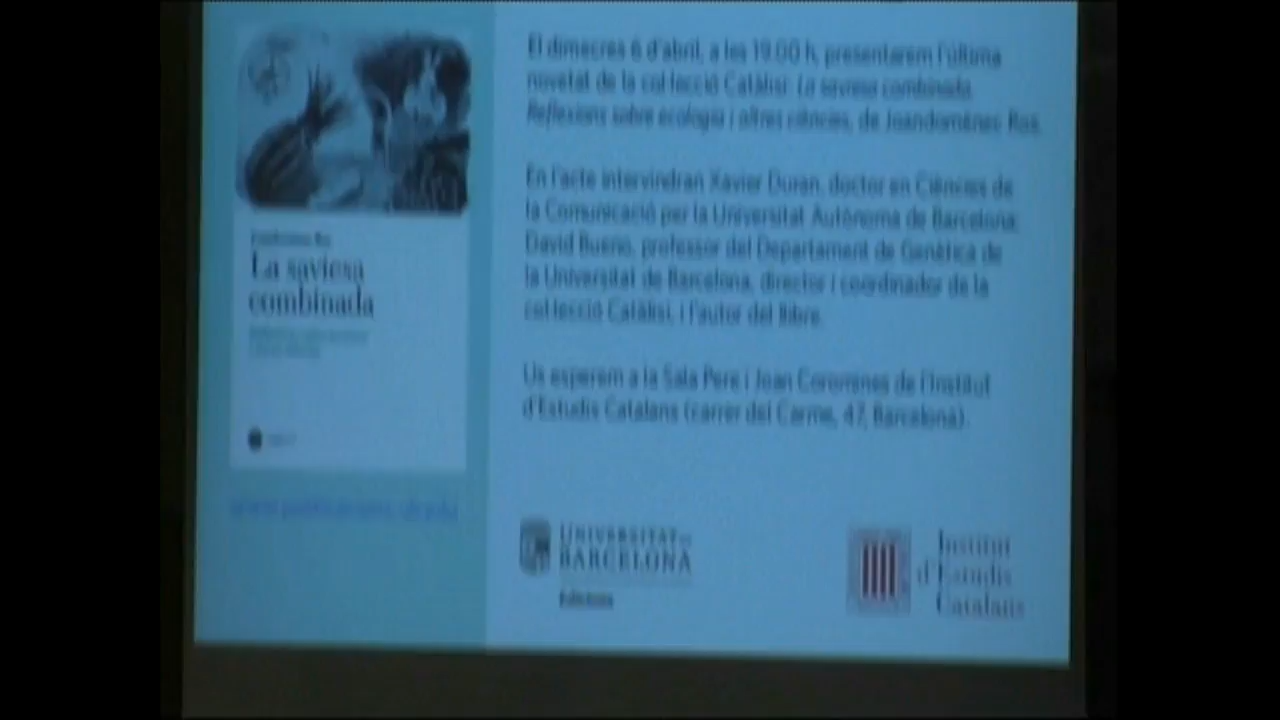 La saviesa
combinada
El dimecres 6 d'abril, a les 19.00 h, presentarem l'última
novetat de la col·lecció Catàlisi: La saviesa combinada.
Reflexions sobre ecologia i altres ciències, de Joandomènec Ros.
En l'acte intervindran Xavier Duran, doctor en Ciències de
la Comunicació per la Universitat Autònoma de Barcelona;
David Bueno, professor del Departament de Genètica de
la Universitat de Barcelona, director i coordinador de la
col·lecció Catàlisi, i l'autor del llibre.
Us esperem a la Sala Pere i Joan Coromines de l'Institut
d'Estudis Catalans (carrer del Carme, 47, Barcelona).
UNIVERSITAT DE
BARCELONA
Edicions
Institut
d'Estudis
Catalans